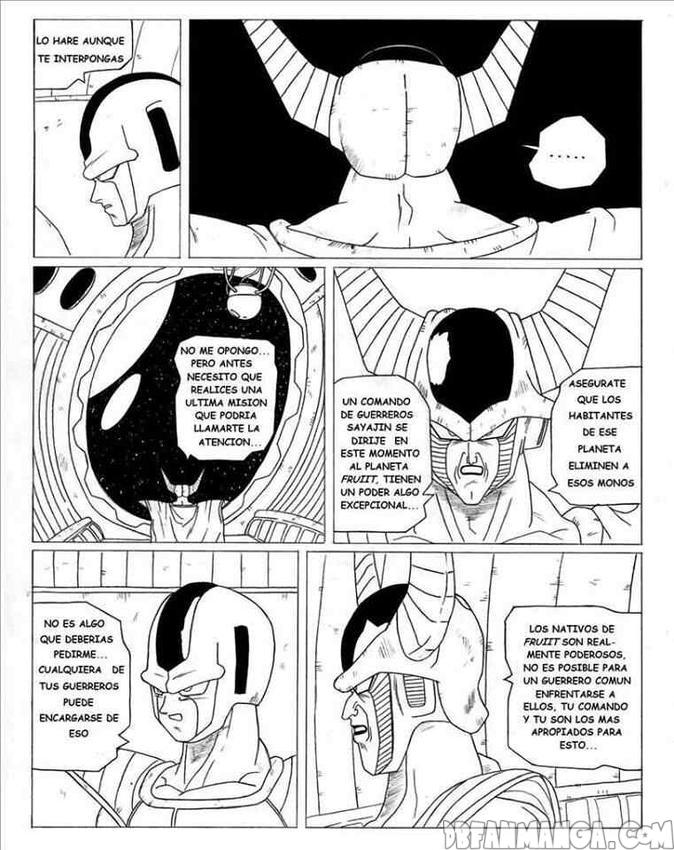 LO HARE AUNQUE
TE INTERPONGAS
.....
NO ME OPONGO...
PERO ANTES
NECESITO QUE
REALICES UNA
ULTIMA MISION
QUE PODRIA
LLAMARTE LA
ATENCION...
UN COMANDO
DE GUERREROS
SAYAJIN SE
DIRIJE EN
ESTE MOMENTO
AL PLANETA
FRUIIT, TIENEN
UN PODER ALGO
EXCEPCIONAL...
ASEGURATE
QUE LOS
HABITANTES
DE ESE
PLANETA
ELIMINEN A
ESOS MONOS
NO ES ALGO
QUE DEBERIAS
PEDIRME...
CUALQUIERA DE
TUS GUERREROS
PUEDE
ENCARGARSE DE
ESO
LOS NATIVOS DE
FRUIIT SON REAL-
MENTE PODEROSOS,
NO ES POSIBLE PARA
UN GUERRERO COMUN
ENFRENTARSE A
ELLOS, TU COMANDO
Y TU SON LOS MAS
APROPIADOS PARA
ESTO...
DBFANMANGA.COM